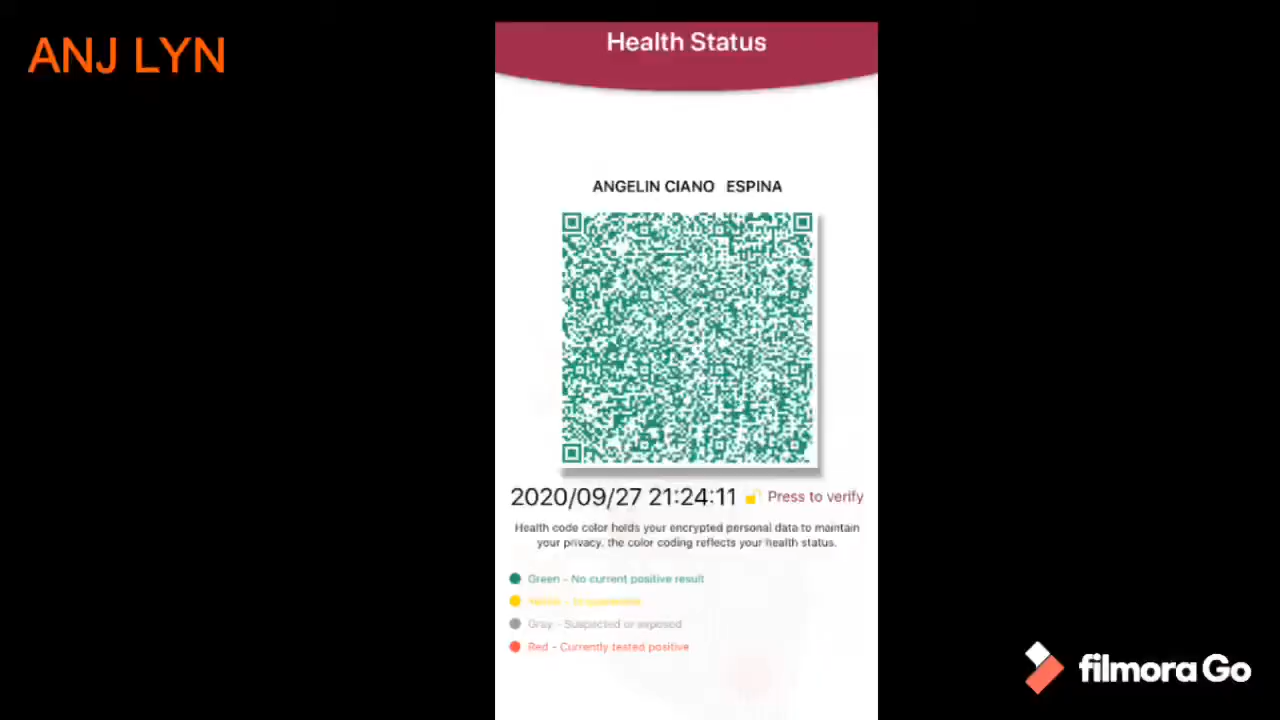 ANJ LYN
Health Status
ANGELIN CIANO ESPINA
2020/09/27 21:24:11 Press to verify
Health code color holds your encrypted personal data to maintain
your privacy, the color coding reflects your health status.
Green - No current positive result
Gray - Suspected or exposed
Red - Currently tested positive
filmora Go